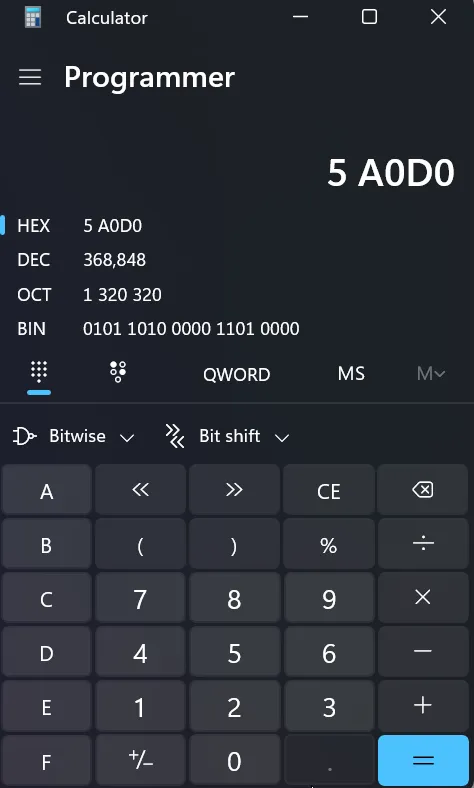 Calculator
Programmer
5 A0D0
HEX 5 A0D0
DEC 368,848
OCT 1 320 320
BIN 0101 1010 0000 1101 0000
QWORD MS M
Bitwise Bit shift
A « » CE
B ( ) % ÷
C 7 8 9 ×
D 4 5 6 −
E 1 2 3 +
F +/− 0 . =